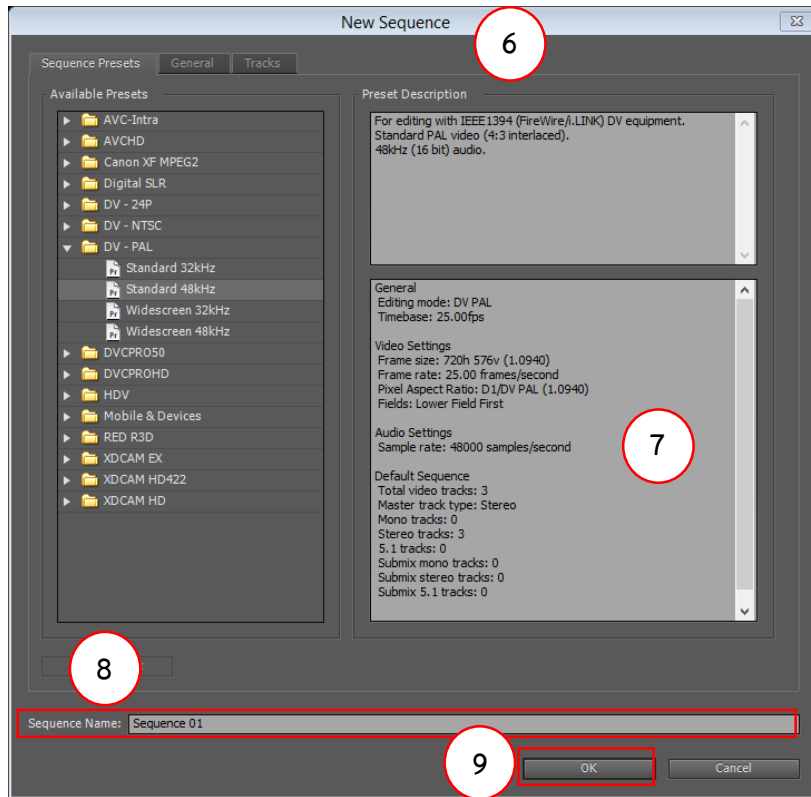 New Sequence
6
Sequence Presets General Tracks
Available Presets
AVC-Intra
AVCHD
Canon XF MPEG2
Digital SLR
DV - 24P
DV - NTSC
DV - PAL
Standard 32kHz
Standard 48kHz
Widescreen 32kHz
Widescreen 48kHz
DVCPRO50
DVCPROHD
HDV
Mobile & Devices
RED R3D
XDCAM EX
XDCAM HD422
XDCAM HD
Preset Description
For editing with IEEE1394 (FireWire/i.LINK) DV equipment.
Standard PAL video (4:3 interlaced).
48kHz (16 bit) audio.
General
Editing mode: DV PAL
Timebase: 25.00fps
Video Settings
Frame size: 720h 576v (1.0940)
Frame rate: 25.00 frames/second
Pixel Aspect Ratio: D1/DV PAL (1.0940)
Fields: Lower Field First
Audio Settings
Sample rate: 48000 samples/second
Default Sequence
Total video tracks: 3
Master track type: Stereo
Mono tracks: 0
Stereo tracks: 3
5.1 tracks: 0
Submix mono tracks: 0
Submix stereo tracks: 0
Submix 5.1 tracks: 0
7
8
Sequence Name: Sequence 01
9
OK Cancel